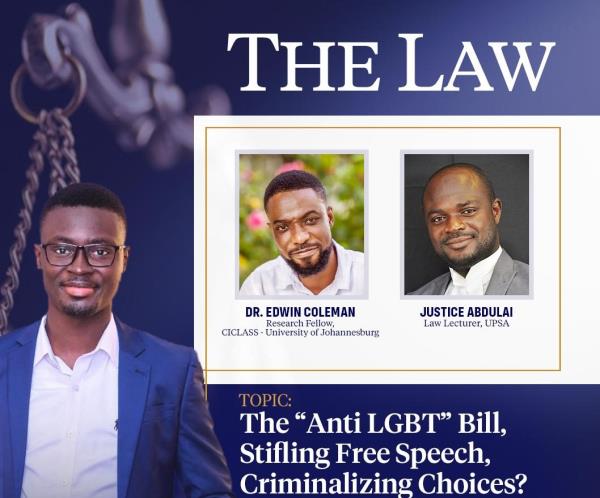 THE LAW
DR. EDWIN COLEMAN
Research Fellow,
CICLASS - University of Johannesburg
JUSTICE ABDULAI
Law Lecturer, UPSA
TOPIC:
The “Anti LGBT” Bill,
Stifling Free Speech,
Criminalizing Choices?